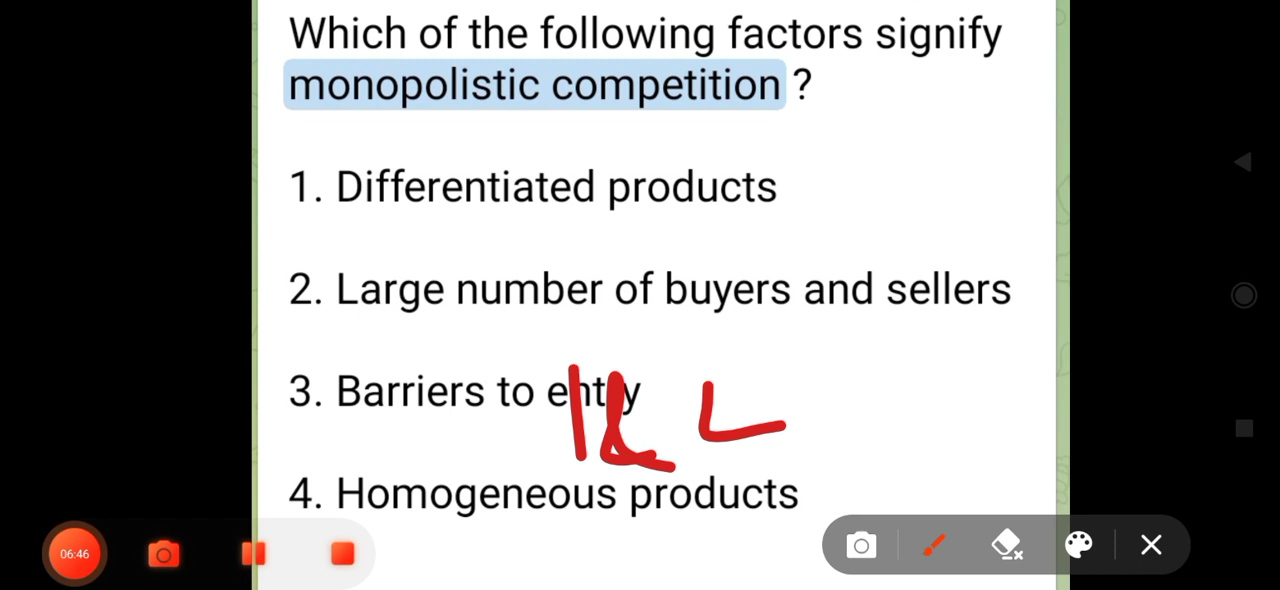 Which of the following factors signify
monopolistic competition ?
1. Differentiated products
2. Large number of buyers and sellers
3. Barriers to entry
4. Homogeneous products
06:46